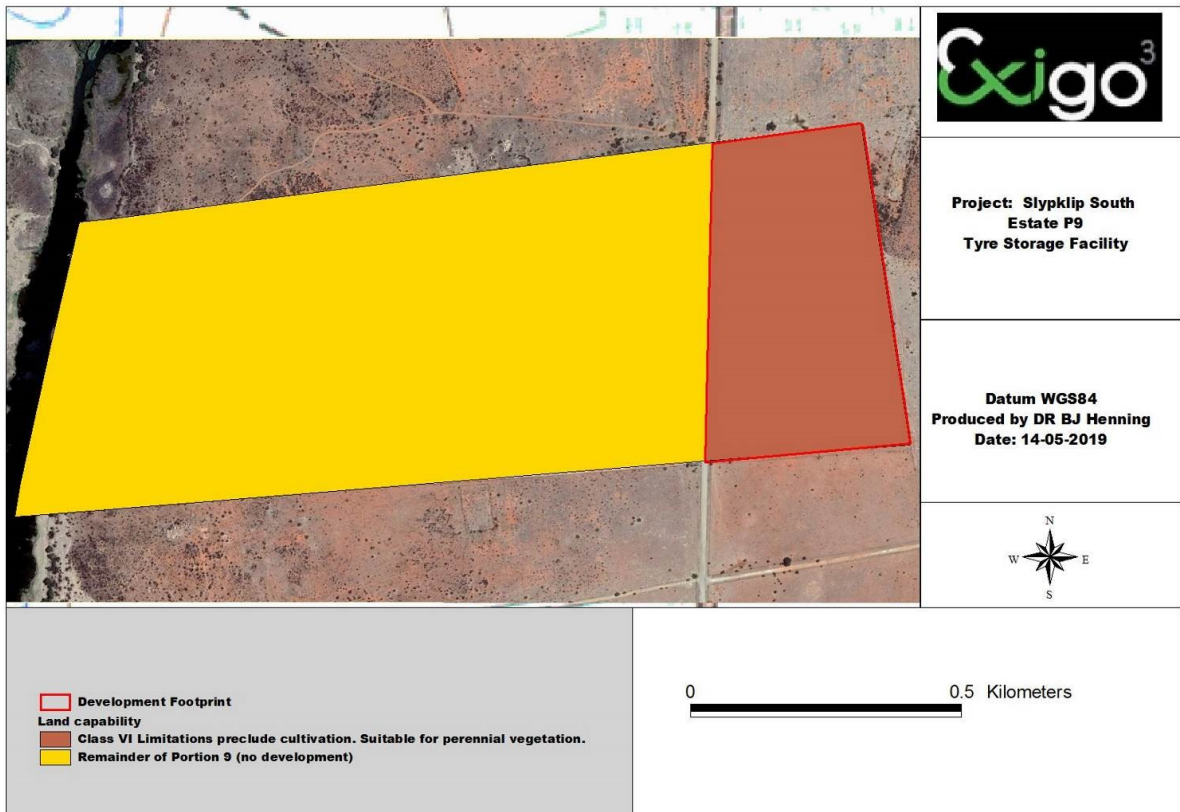 Exigo3
Project: Slypklip South
Estate P9
Tyre Storage Facility
Datum WGS84
Produced by DR BJ Henning
Date: 14-05-2019
N
W E
S
Development Footprint
Land capability
Class VI Limitations preclude cultivation. Suitable for perennial vegetation.
Remainder of Portion 9 (no development)
0 0.5 Kilometers